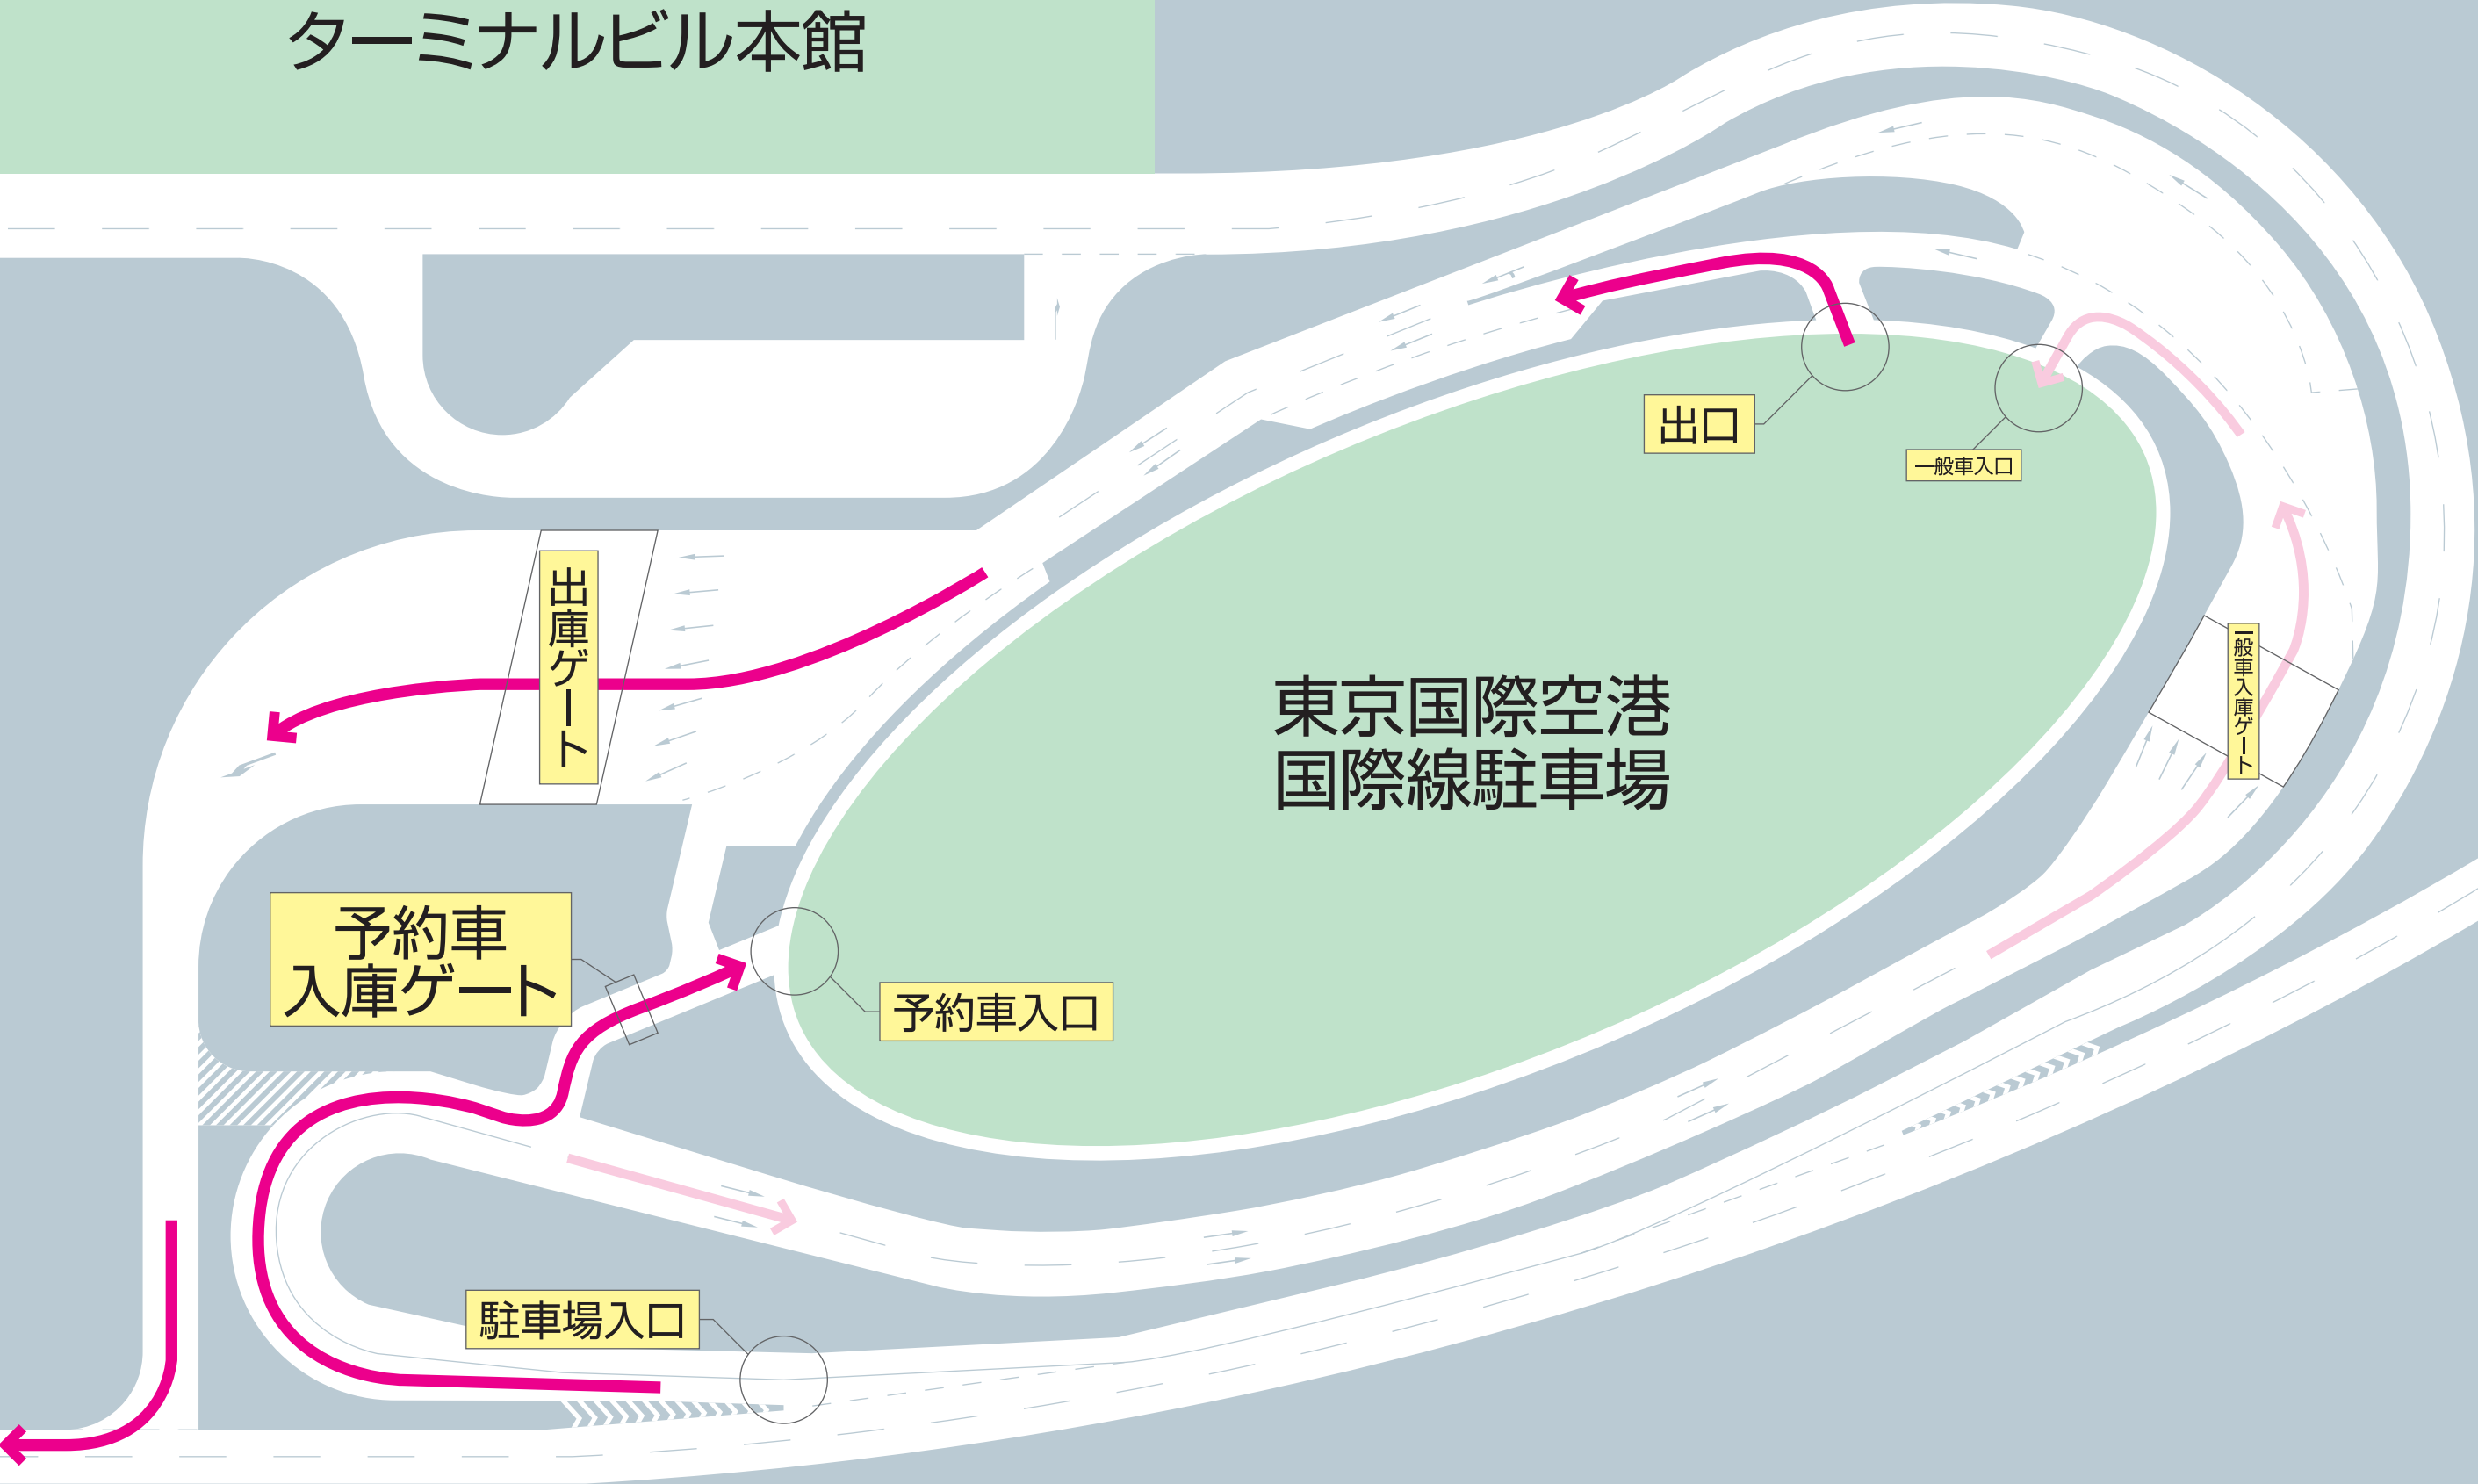 ターミナルビル本館
出口
一般車入口
出庫ゲート
一般車入庫ゲート
東京国際空港
国際線駐車場
予約車
入庫ゲート
予約車入口
駐車場入口